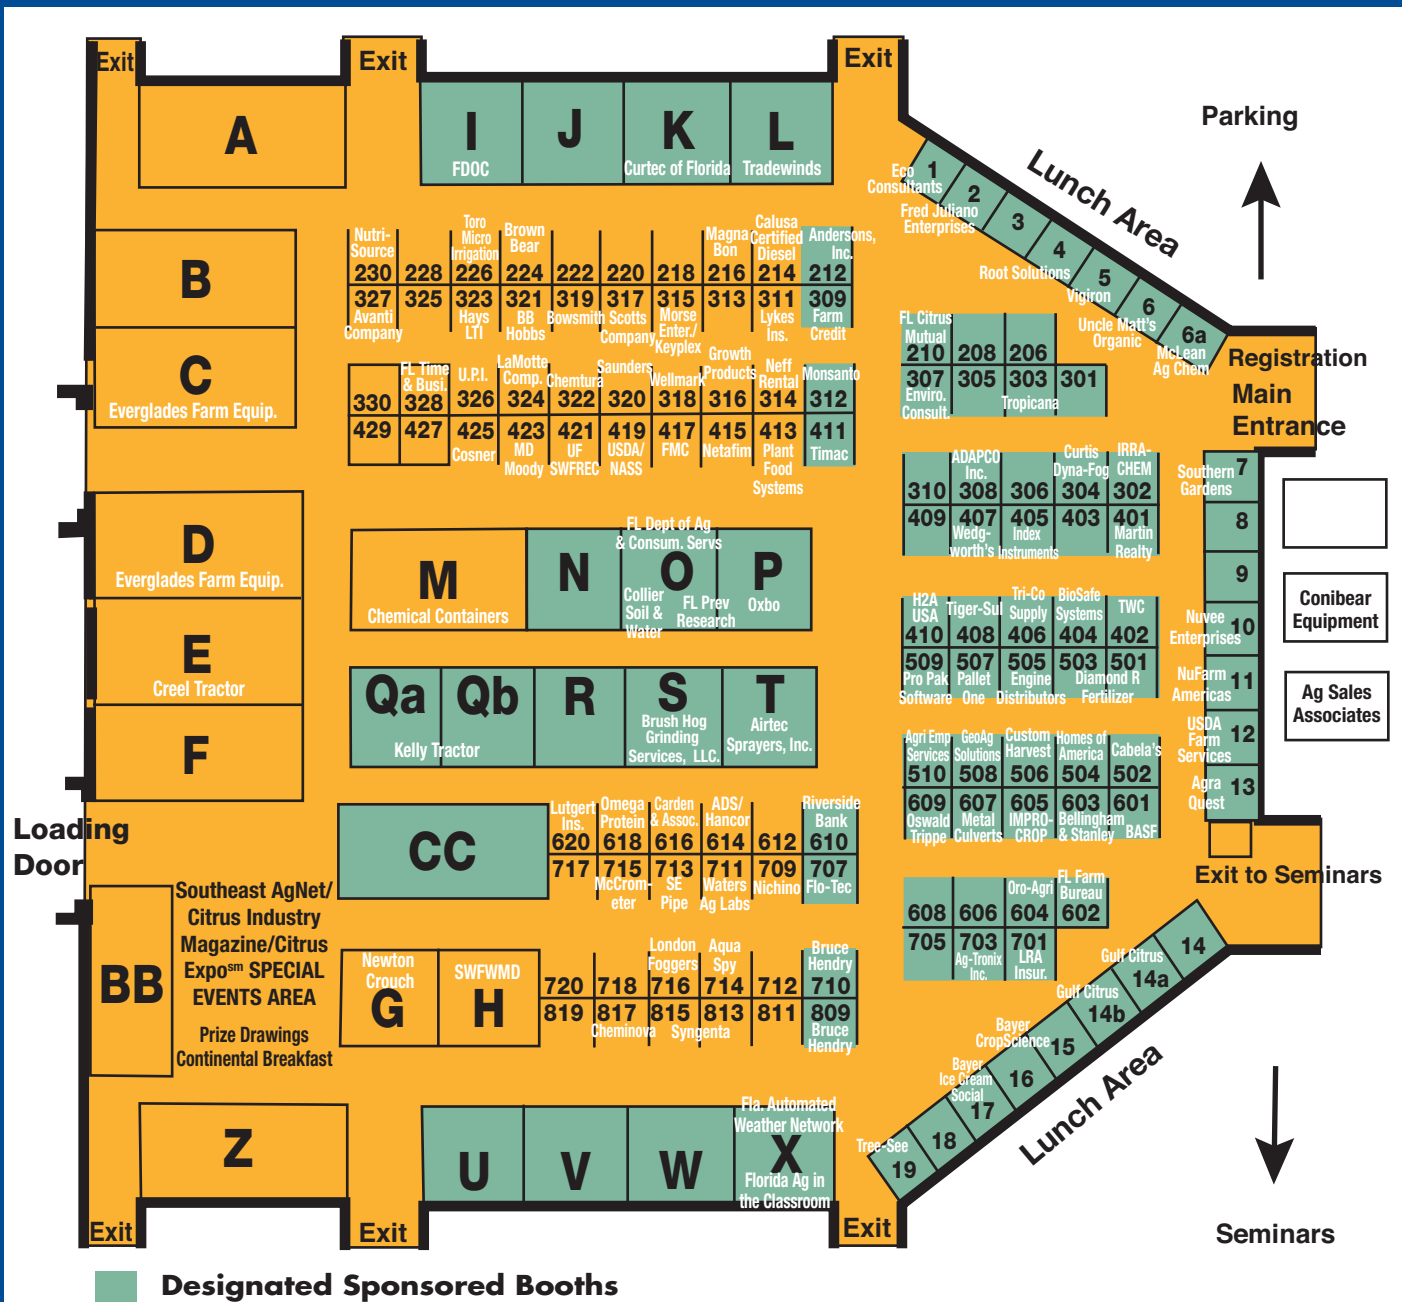 Exit
Exit
Exit
Parking
A
I
FDOC
J
K
Curtec of Florida
L
Tradewinds
Lunch Area
1
Eco
Consultants
2
Fred Juliano
Enterprises
3
4
Root Solutions
5
Vigiron
6
Uncle Matt's
Organic
6a
McLean
Ag Chem
Registration
Main
Entrance
B
C
Everglades Farm Equip.
Nutri-
Source
230
228
Toro
Micro
Irrigation
226
Brown
Bear
224
222
220
218
Magna
Bon
216
Calusa
Certified
Diesel
214
Andersons,
Inc.
212
327
Avanti
Company
325
323
Hays
LTI
321
BB
Hobbs
319
Bowsmith
317
Scotts
Company
315
Morse
Enter./
Keyplex
313
311
Lykes
Ins.
309
Farm
Credit
FL Citrus
Mutual
210
208
206
307
Enviro.
Consult.
305
303
301
Tropicana
330
FL Time
& Busi.
328
U.P.I.
326
LaMotte
Comp.
324
Chemtura
322
Saunders
320
Wellmark
318
Growth
Products
316
Neff
Rental
314
Monsanto
312
429
427
425
Cosner
423
MD
Moody
421
UF
SWFREC
419
USDA/
NASS
417
FMC
415
Netafim
413
Plant
Food
Systems
411
Timac
310
ADAPCO
Inc.
308
306
Curtis
Dyna-Fog
304
IRRA-
CHEM
302
409
407
Wedg-
worth's
405
Index
Instruments
403
401
Martin
Realty
7
Southern
Gardens
8
9
10
Nuvee
Enterprises
11
NuFarm
Americas
12
USDA
Farm
Services
13
Agra
Quest
Conibear
Equipment
Ag Sales
Associates
D
Everglades Farm Equip.
E
Creel Tractor
F
M
Chemical Containers
N
FL Dept of Ag
& Consum. Servs
O
Collier
Soil &
Water
FL Prev
Research
P
Oxbo
H2A
USA
410
Tiger-Sul
408
Tri-Co
Supply
406
BioSafe
Systems
404
TWC
402
509
Pro Pak
Software
507
Pallet
One
505
Engine
Distributors
503
501
Diamond R
Fertilizer
Qa
Qb
Kelly Tractor
R
S
Brush Hog
Grinding
Services, LLC.
T
Airtec
Sprayers, Inc.
Agri Emp
Services
510
GeoAg
Solutions
508
Custom
Harvest
506
Homes of
America
504
Cabela's
502
609
Oswald
Trippe
607
Metal
Culverts
605
IMPRO-
CROP
603
Bellingham
& Stanley
601
BASF
Loading
Door
CC
Lutgert
Ins.
620
Omega
Protein
618
Carden
& Assoc.
616
ADS/
Hancor
614
612
Riverside
Bank
610
717
715
McCrom-
eter
713
SE
Pipe
711
Waters
Ag Labs
709
Nichino
707
Flo-Tec
Exit to Seminars
608
606
Oro-Agri
604
FL Farm
Bureau
602
705
703
Ag-Tronix
Inc.
701
LRA
Insur.
BB
Southeast AgNet/
Citrus Industry
Magazine/Citrus
Expo℠ SPECIAL
EVENTS AREA
Prize Drawings
Continental Breakfast
Newton
Crouch
G
SWFWMD
H
720
718
London
Foggers
716
Aqua
Spy
714
712
Bruce
Hendry
710
819
817
Cheminova
815
813
Syngenta
811
809
Bruce
Hendry
14
Gulf Citrus
14a
Gulf Citrus
14b
15
Bayer
CropScience
16
Bayer
Ice Cream
Social
17
18
Tree-See
19
Lunch Area
Z
U
V
W
Fla. Automated
Weather Network
X
Florida Ag in
the Classroom
Exit
Exit
Exit
Seminars
Designated Sponsored Booths